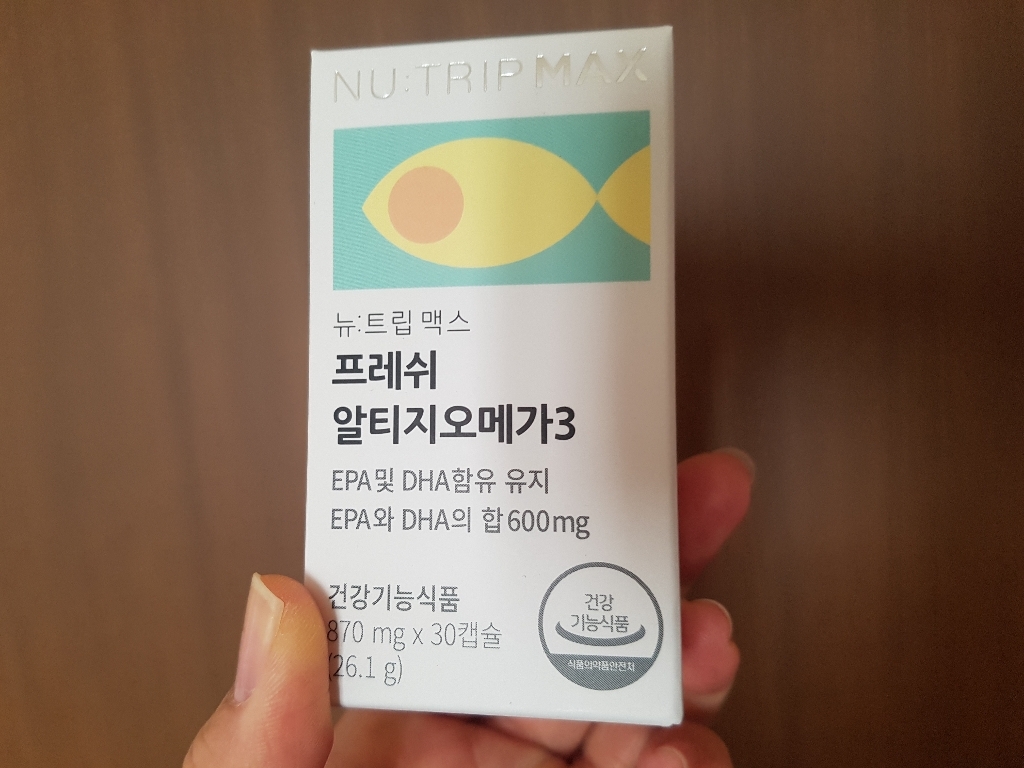 NU:TRIP MAX
뉴:트립 맥스
프레쉬
알티지오메가3
EPA및 DHA함유 유지
EPA와 DHA의 합 600mg
건강기능식품
870 mg x 30캡슐
(26.1 g)
건강
기능식품
식품의약품안전처